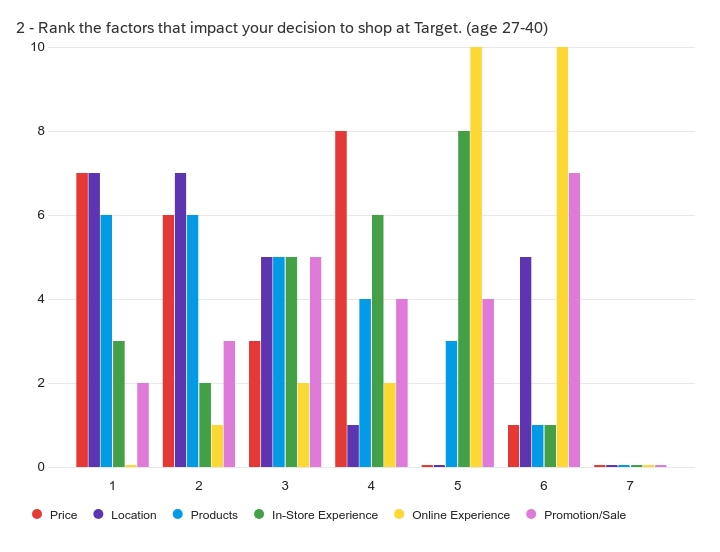 2 - Rank the factors that impact your decision to shop at Target. (age 27-40)
10
8
6
4
2
0
1 2 3 4 5 6 7
Price Location Products In-Store Experience Online Experience Promotion/Sale